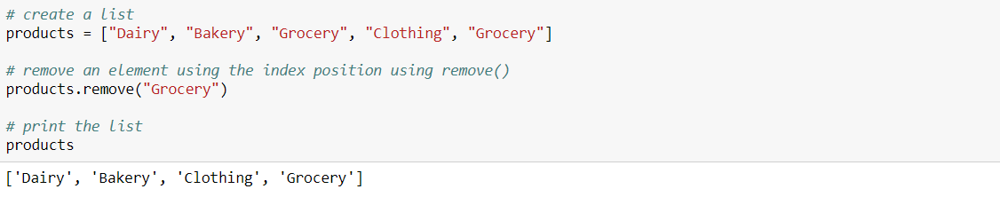 # create a list
products = ["Dairy", "Bakery", "Grocery", "Clothing", "Grocery"]
# remove an element using the index position using remove()
products.remove("Grocery")
# print the list
products
['Dairy', 'Bakery', 'Clothing', 'Grocery']